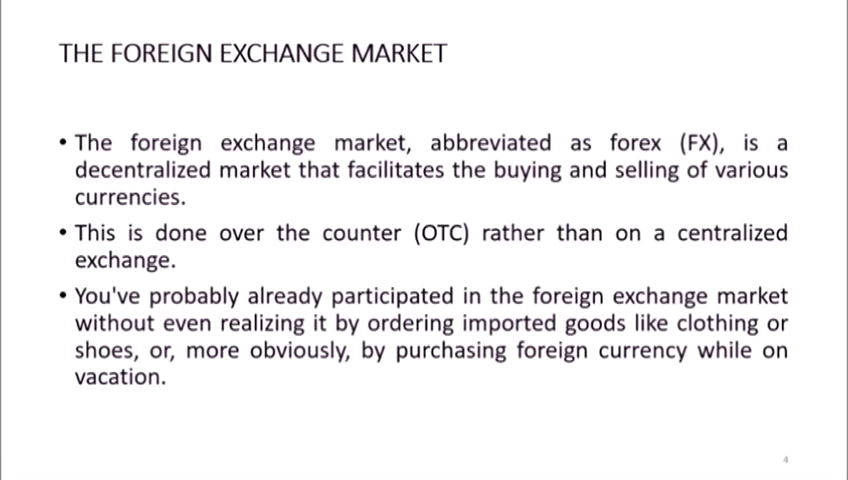 THE FOREIGN EXCHANGE MARKET
• The foreign exchange market, abbreviated as forex (FX), is a
decentralized market that facilitates the buying and selling of various
currencies.
• This is done over the counter (OTC) rather than on a centralized
exchange.
• You've probably already participated in the foreign exchange market
without even realizing it by ordering imported goods like clothing or
shoes, or, more obviously, by purchasing foreign currency while on
vacation.
4